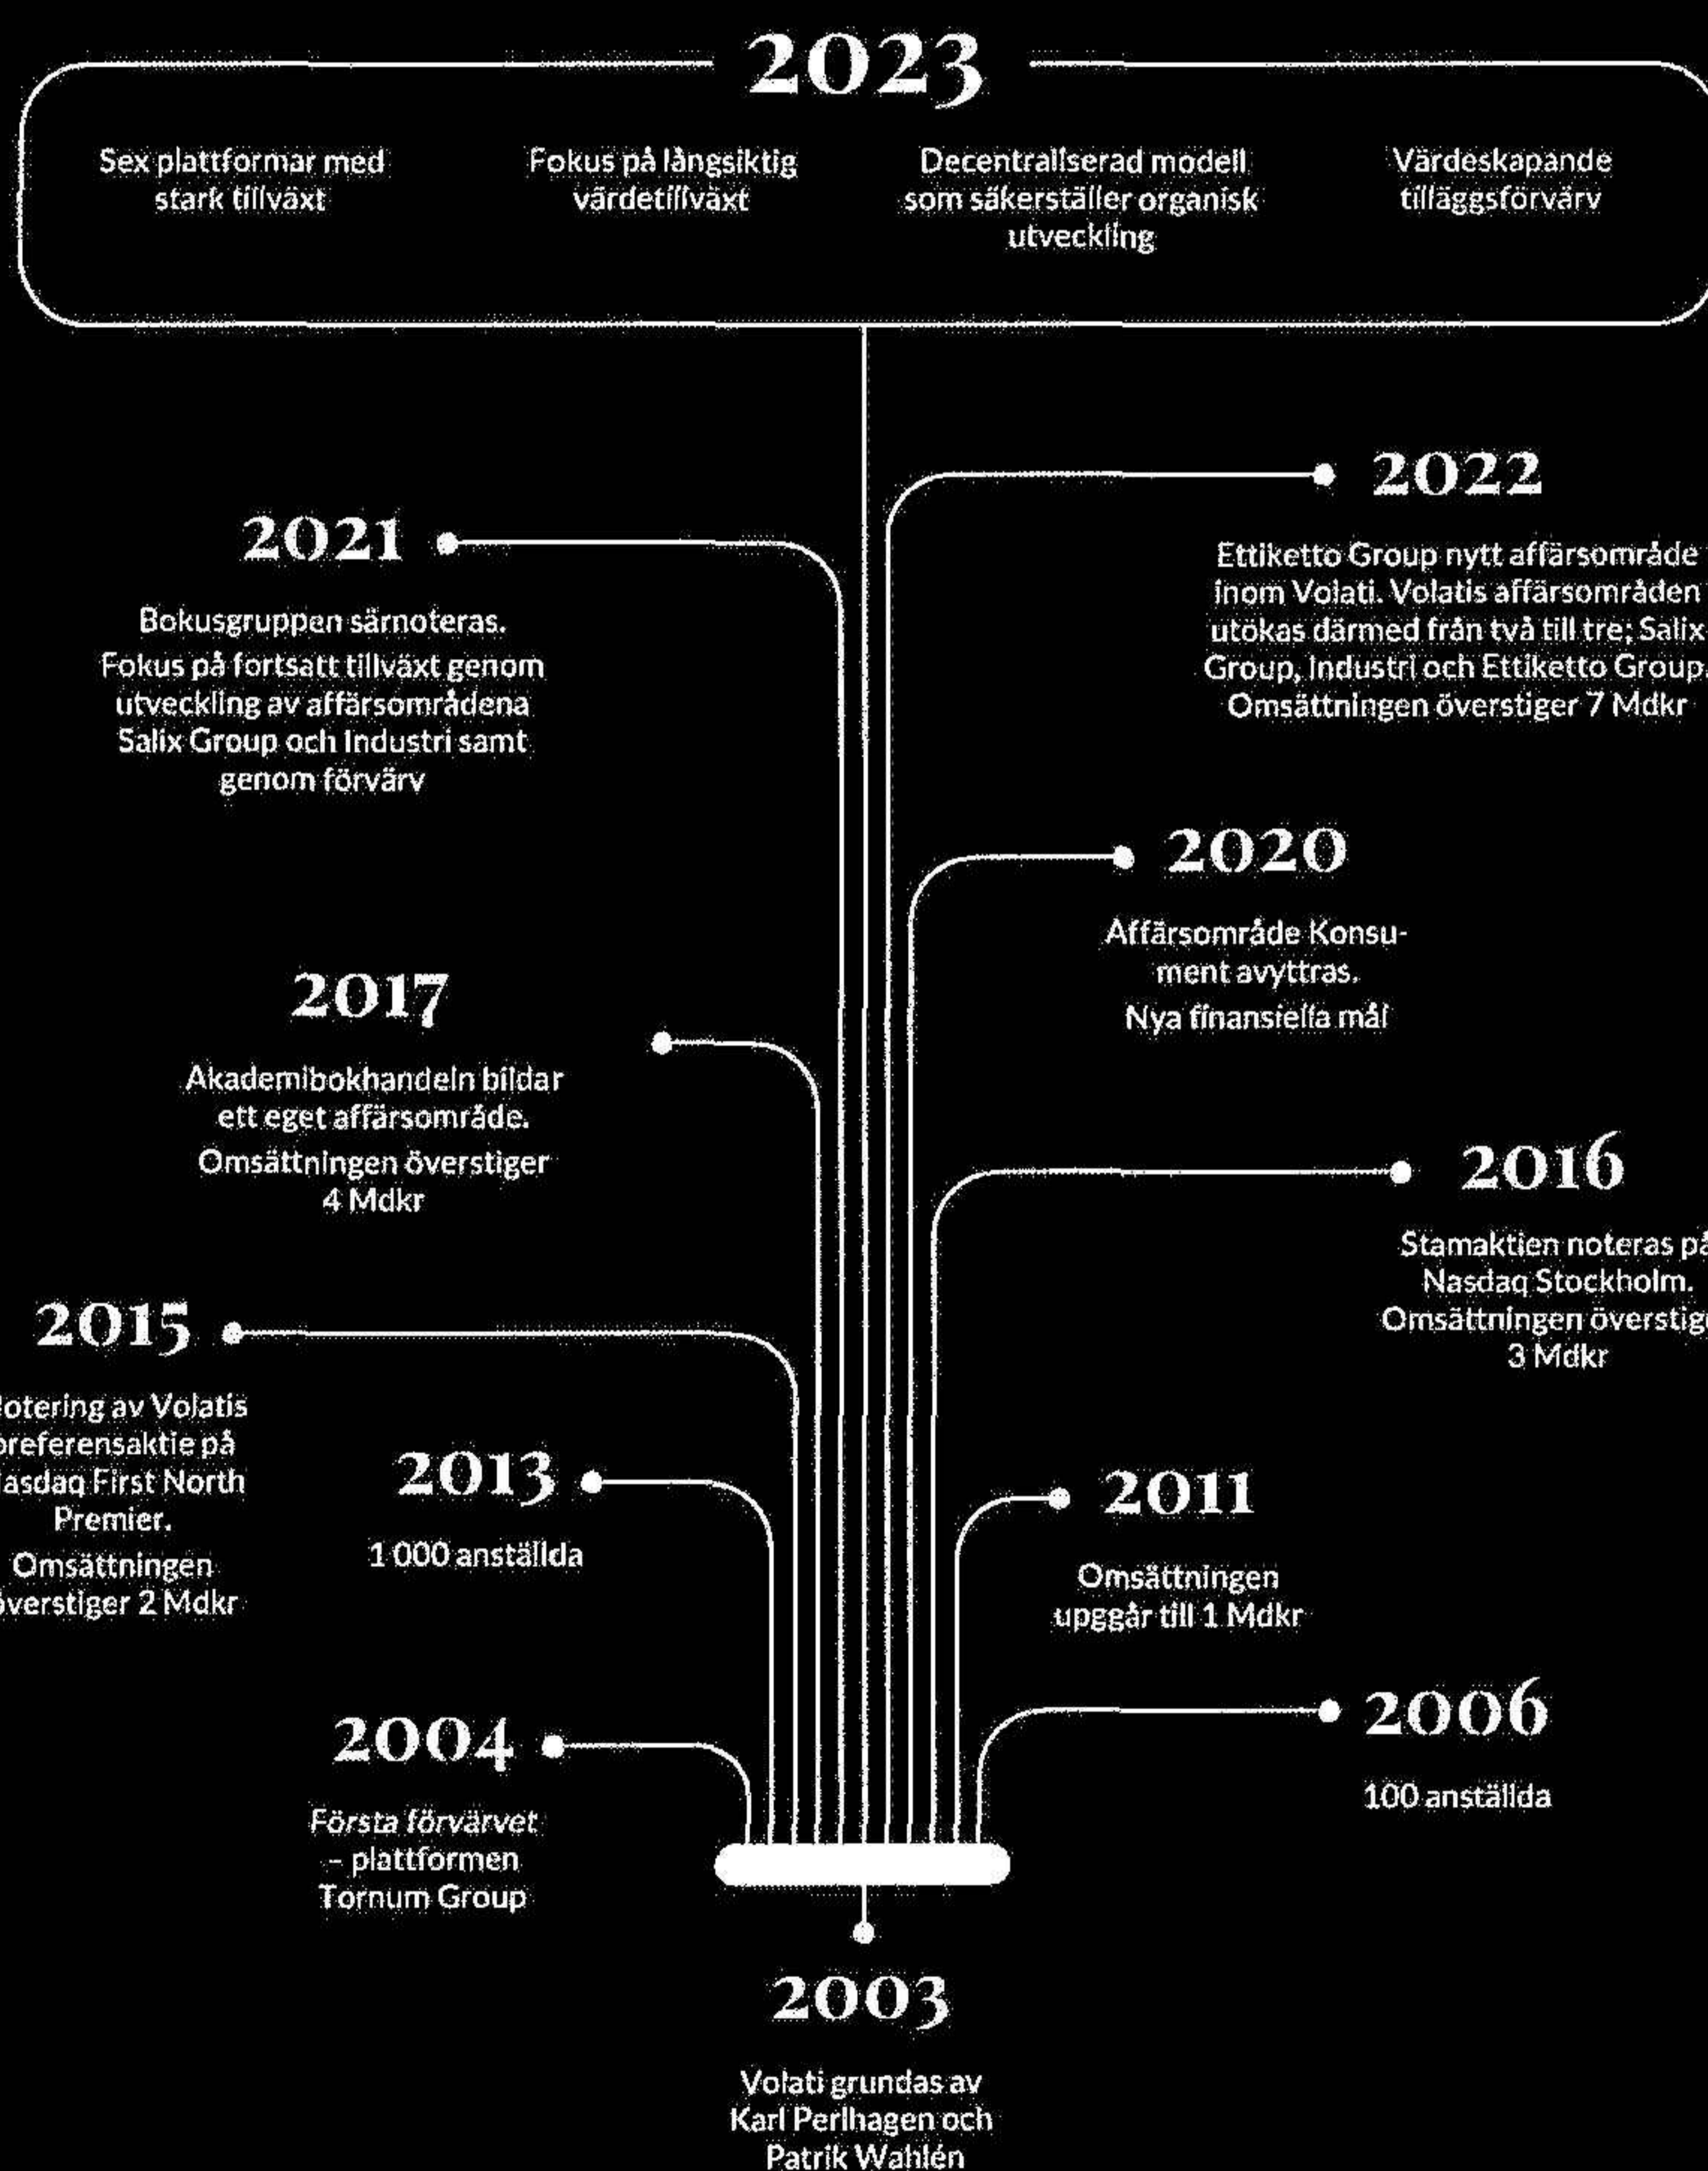 2023
Sex plattformar med
stark tillväxt
Fokus på långsiktig
värdetillväxt
Decentraliserad modell
som säkerställer organisk
utveckling
Värdeskapande
tilläggsförvärv
2022
Ettiketto Group nytt affärsområde
inom Volati. Volatis affärsområden
utökas därmed från två till tre; Salix
Group, Industri och Ettiketto Group.
Omsättningen överstiger 7 Mdkr
2021
Bokusgruppen särnoteras.
Fokus på fortsatt tillväxt genom
utveckling av affärsområdena
Salix Group och Industri samt
genom förvärv
2020
Affärsområde Konsu-
ment avyttras.
Nya finansiella mål
2017
Akademibokhandeln bildar
ett eget affärsområde.
Omsättningen överstiger
4 Mdkr
2016
Stamaktien noteras på
Nasdaq Stockholm.
Omsättningen överstige
3 Mdkr
2015
otering av Volatis
preferensaktie på
asdaq First North
Premier.
Omsättningen
överstiger 2 Mdkr
2013
1 000 anställda
2011
Omsättningen
upggår till 1 Mdkr
2006
100 anställda
2004
Första förvärvet
– plattformen
Tornum Group
2003
Volati grundas av
Karl Perlhagen och
Patrik Wahlén